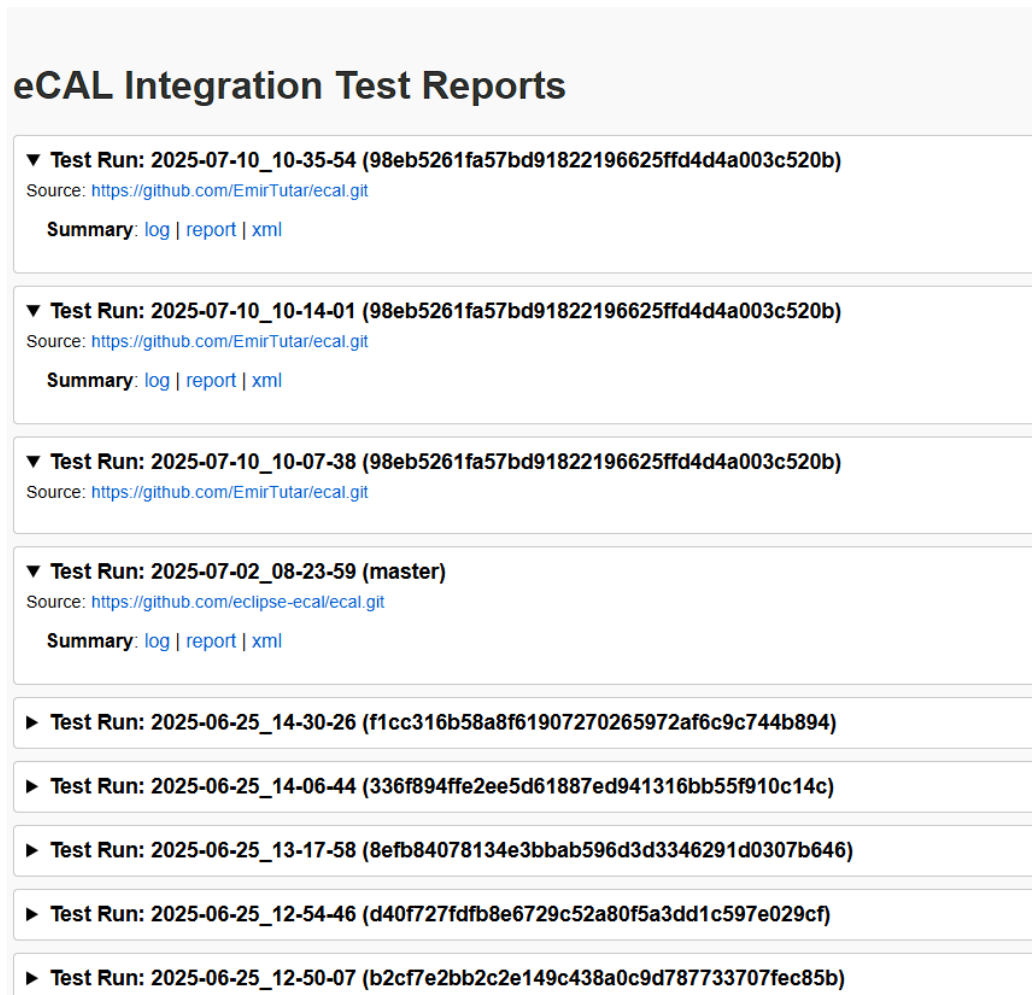 eCAL Integration Test Reports
▼ Test Run: 2025-07-10_10-35-54 (98eb5261fa57bd91822196625ffd4d4a003c520b)
Source: https://github.com/EmirTutar/ecal.git
Summary: log | report | xml
▼ Test Run: 2025-07-10_10-14-01 (98eb5261fa57bd91822196625ffd4d4a003c520b)
Source: https://github.com/EmirTutar/ecal.git
Summary: log | report | xml
▼ Test Run: 2025-07-10_10-07-38 (98eb5261fa57bd91822196625ffd4d4a003c520b)
Source: https://github.com/EmirTutar/ecal.git
▼ Test Run: 2025-07-02_08-23-59 (master)
Source: https://github.com/eclipse-ecal/ecal.git
Summary: log | report | xml
▶ Test Run: 2025-06-25_14-30-26 (f1cc316b58a8f61907270265972af6c9c744b894)
▶ Test Run: 2025-06-25_14-06-44 (336f894ffe2ee5d61887ed941316bb55f910c14c)
▶ Test Run: 2025-06-25_13-17-58 (8efb84078134e3bbab596d3d3346291d0307b646)
▶ Test Run: 2025-06-25_12-54-46 (d40f727fdfb8e6729c52a80f5a3dd1c597e029cf)
▶ Test Run: 2025-06-25_12-50-07 (b2cf7e2bb2c2e149c438a0c9d787733707fec85b)